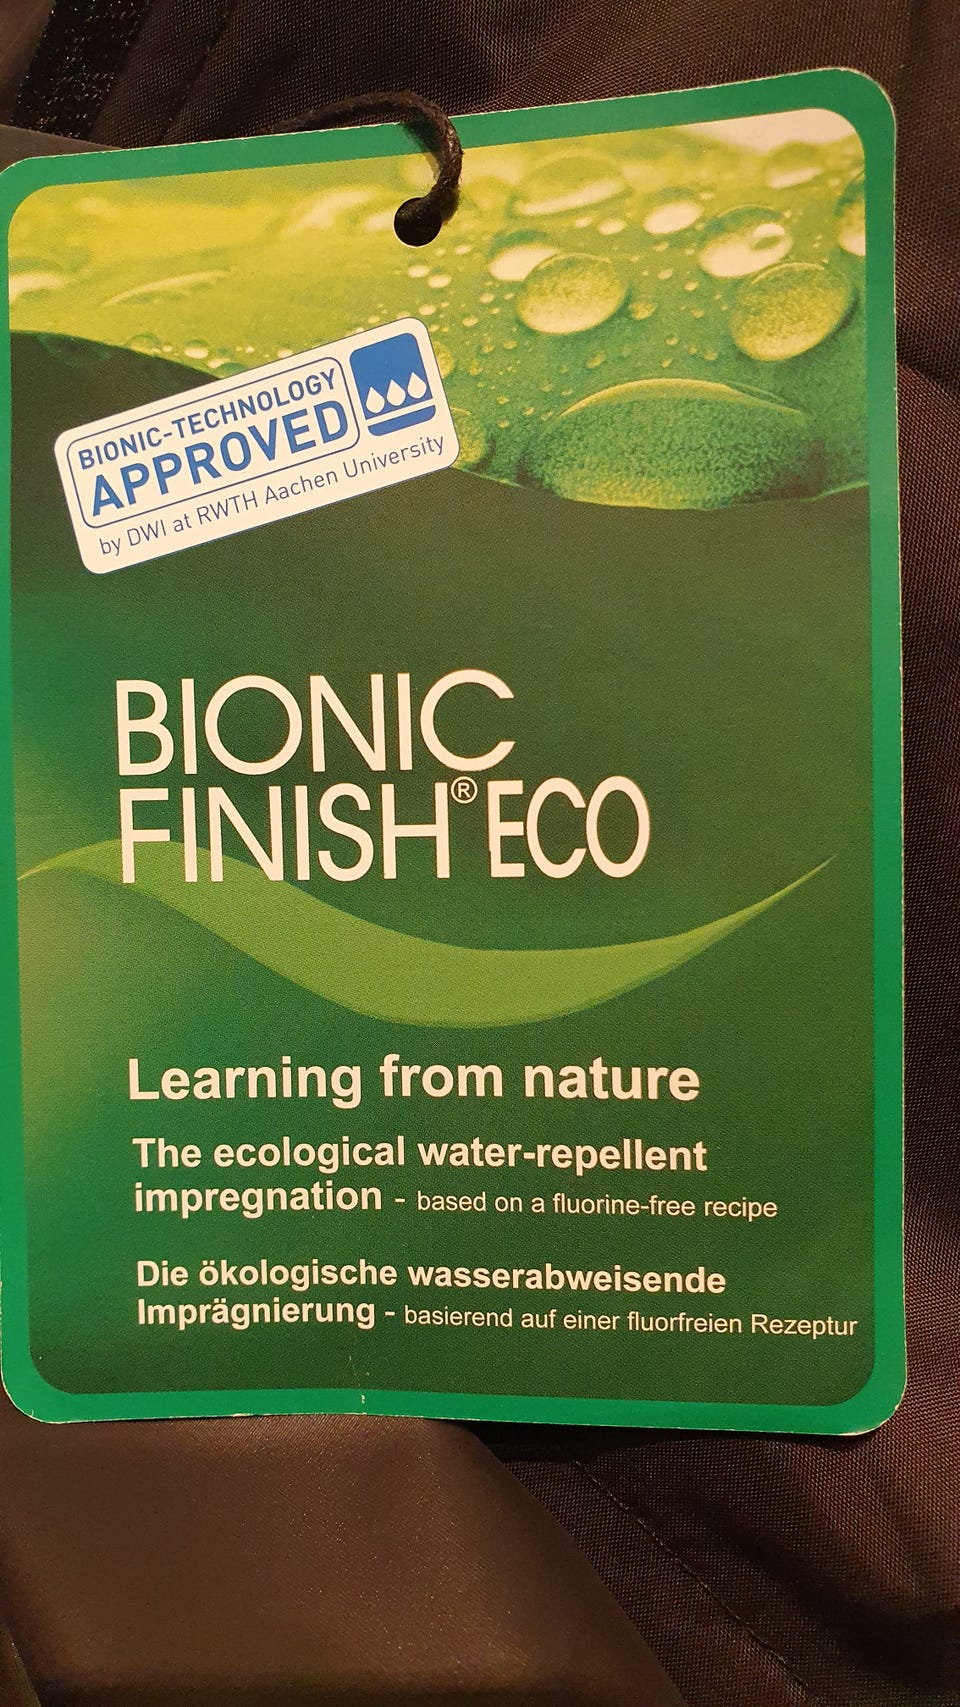 BIONIC-TECHNOLOGY
APPROVED
by DWI at RWTH Aachen University
BIONIC
FINISH® ECO
Learning from nature
The ecological water-repellent
impregnation - based on a fluorine-free recipe
Die ökologische wasserabweisende
Imprägnierung - basierend auf einer fluorfreien Rezeptur